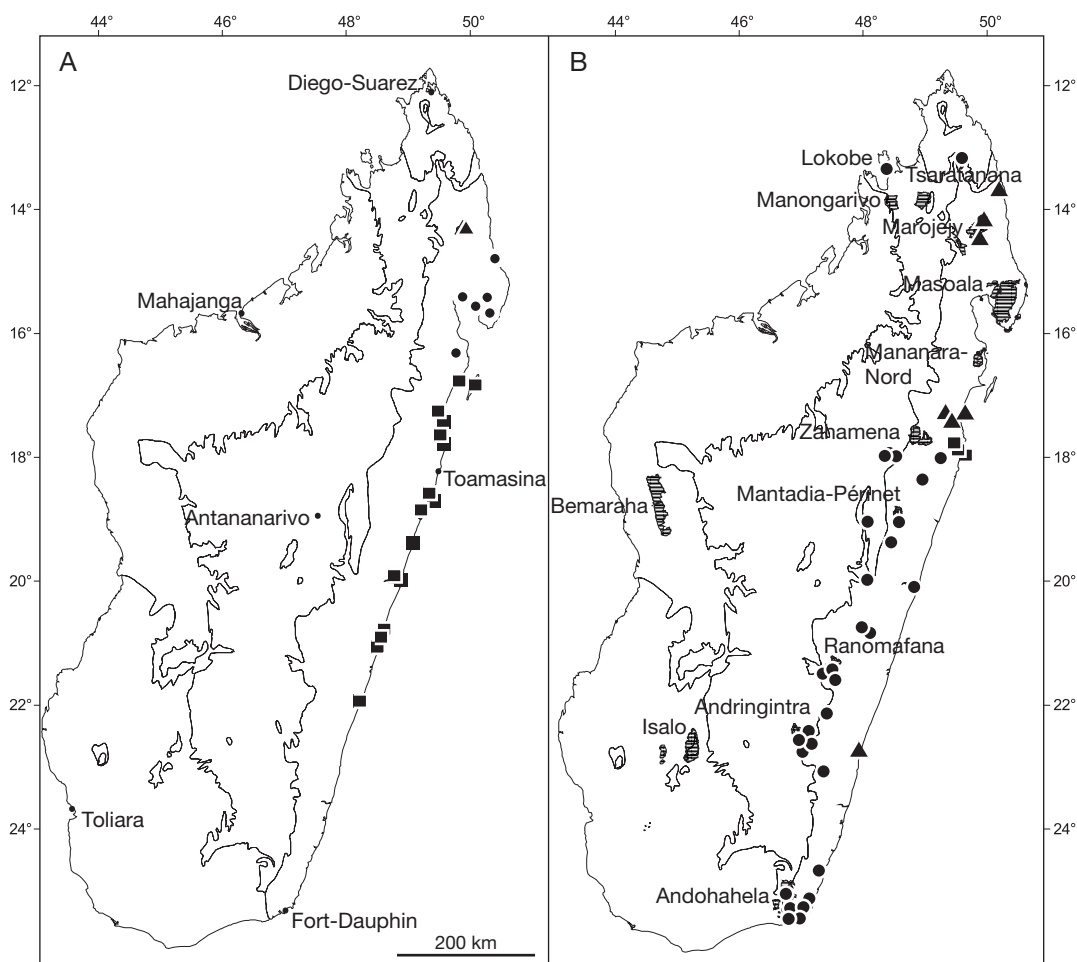 44° 46° 48° 50° 44° 46° 48° 50°
A
B
12°
14°
16°
18°
20°
22°
24°
Diego-Suarez
Mahajanga
Toamasina
Antananarivo
Toliara
Fort-Dauphin
200 km
Lokobe
Tsaratanana
Manongarivo
Marojejy
Masoala
Mananara-
Nord
Zahamena
Mantadia-Périnet
Bemaraha
Ranomafana
Andringintra
Isalo
Andohahela
12°
14°
16°
18°
20°
22°
24°